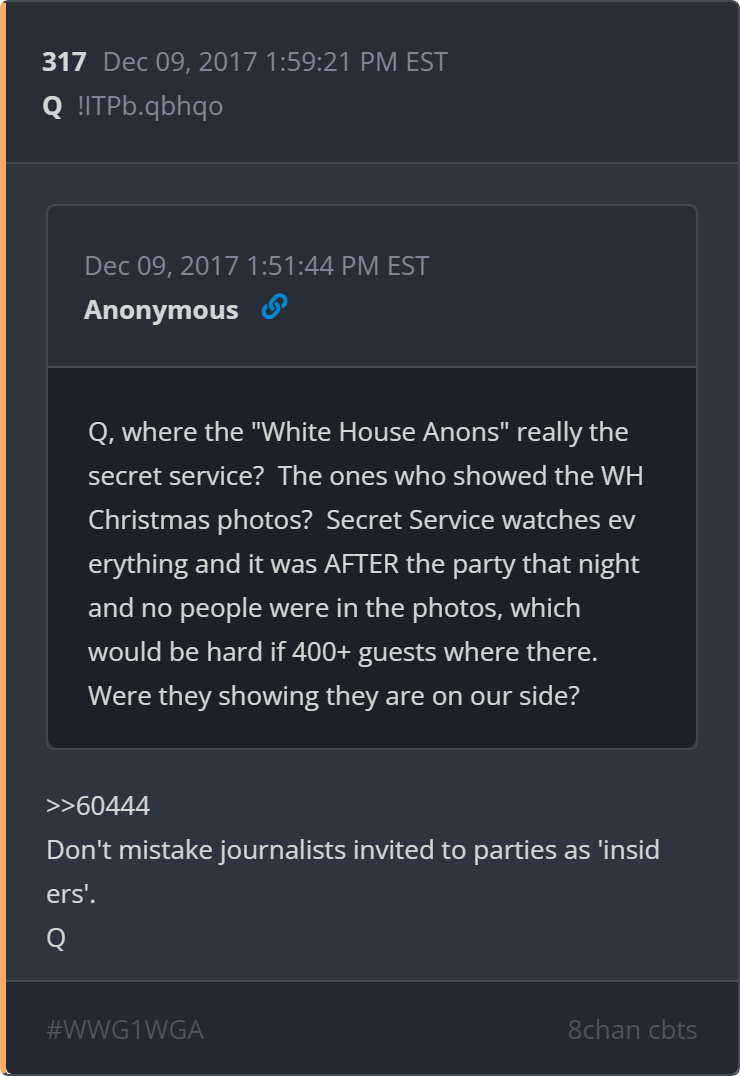 317 Dec 09, 2017 1:59:21 PM EST
Q !ITPb.qbhqo
Dec 09, 2017 1:51:44 PM EST
Anonymous
Q, where the "White House Anons" really the
secret service?  The ones who showed the WH
Christmas photos?  Secret Service watches ev
erything and it was AFTER the party that night
and no people were in the photos, which
would be hard if 400+ guests where there.
Were they showing they are on our side?
>>60444
Don't mistake journalists invited to parties as 'insid
ers'.
Q
#WWG1WGA 8chan cbts